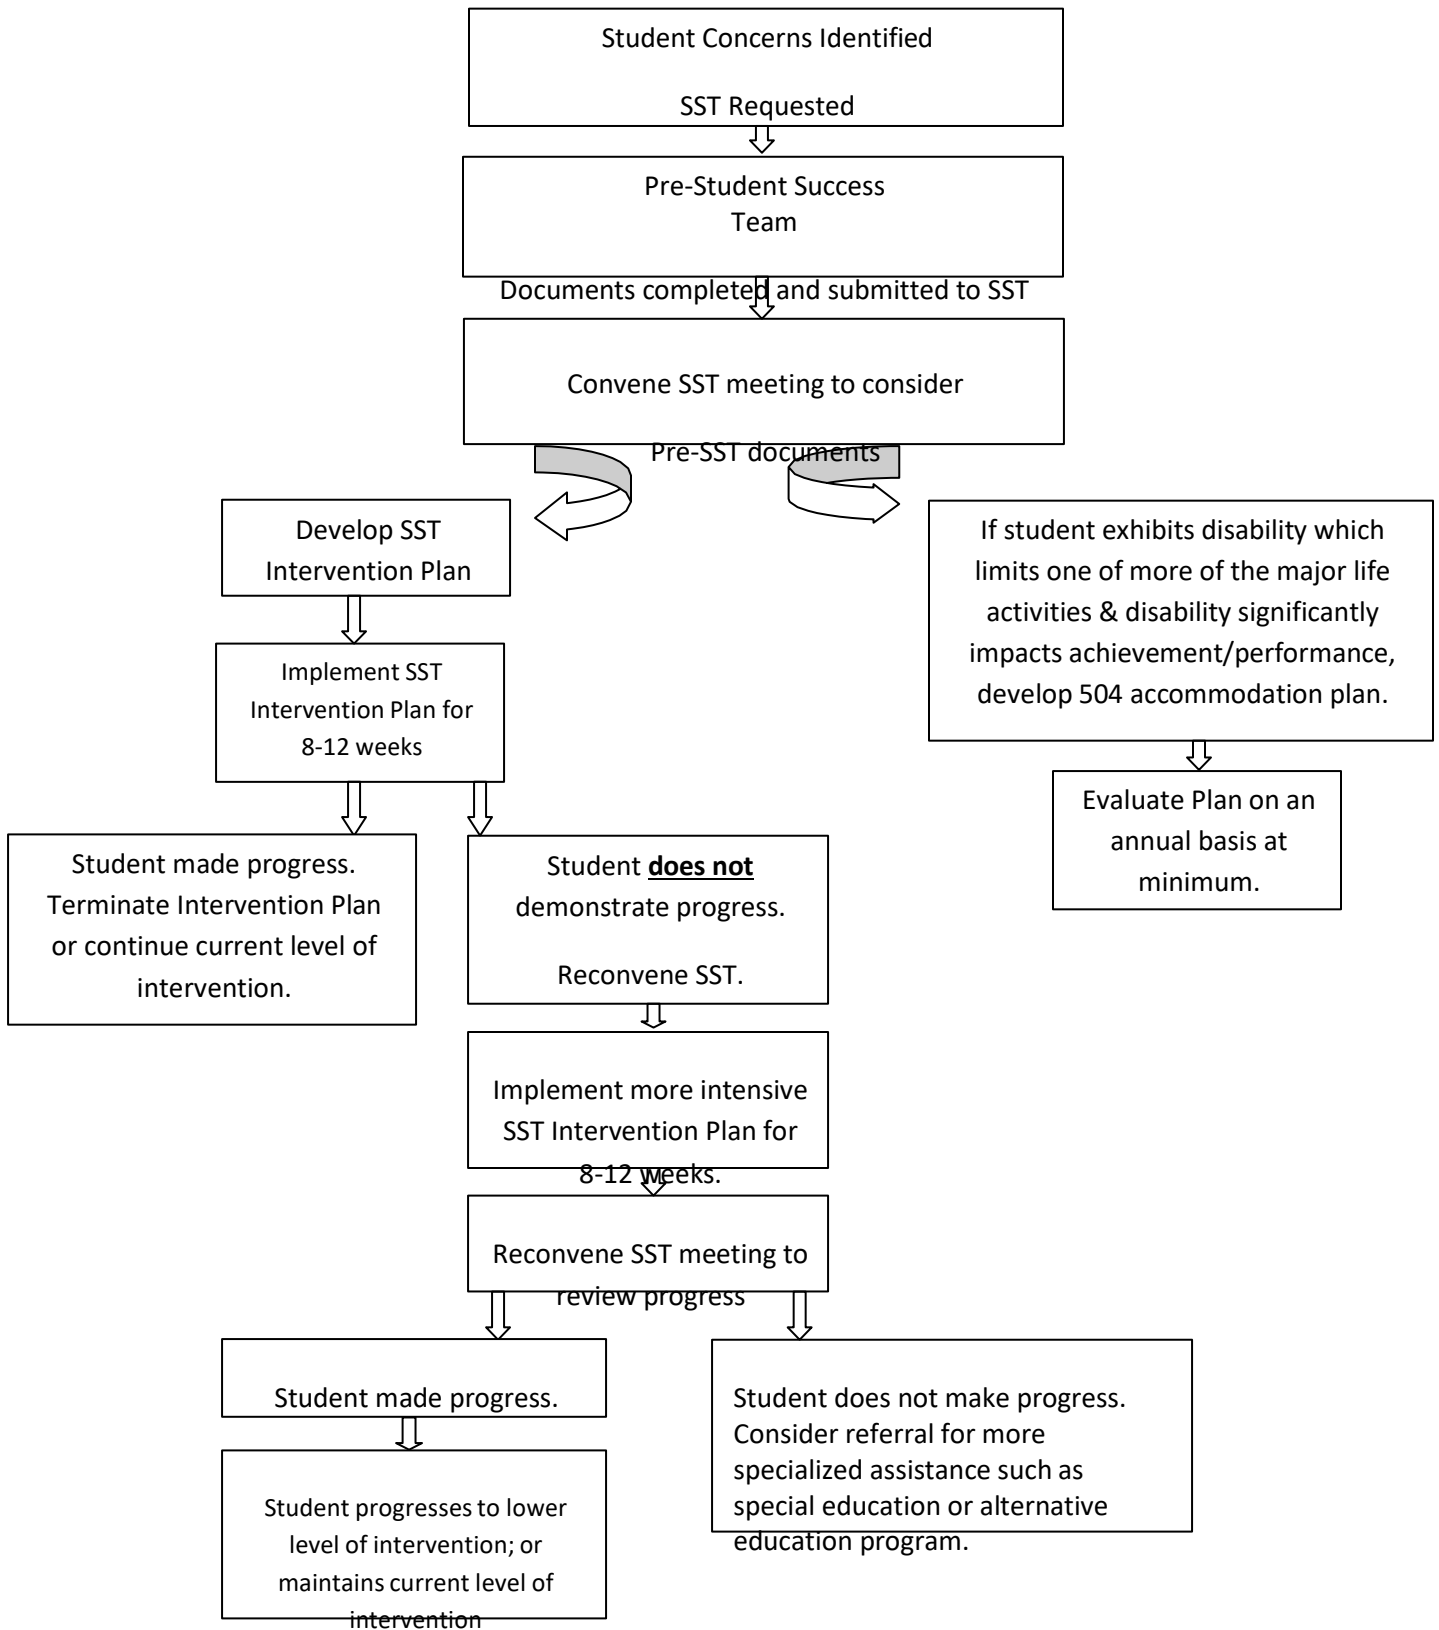 Student Concerns Identified
SST Requested
Pre-Student Success
Team
Documents completed and submitted to SST
Convene SST meeting to consider
Pre-SST documents
Develop SST
Intervention Plan
If student exhibits disability which
limits one of more of the major life
activities & disability significantly
impacts achievement/performance,
develop 504 accommodation plan.
Implement SST
Intervention Plan for
8-12 weeks
Evaluate Plan on an
annual basis at
minimum.
Student made progress.
Terminate Intervention Plan
or continue current level of
intervention.
Student does not
demonstrate progress.
Reconvene SST.
Implement more intensive
SST Intervention Plan for
8-12 weeks.
Reconvene SST meeting to
review progress
Student made progress.
Student progresses to lower
level of intervention; or
maintains current level of
intervention
Student does not make progress.
Consider referral for more
specialized assistance such as
special education or alternative
education program.